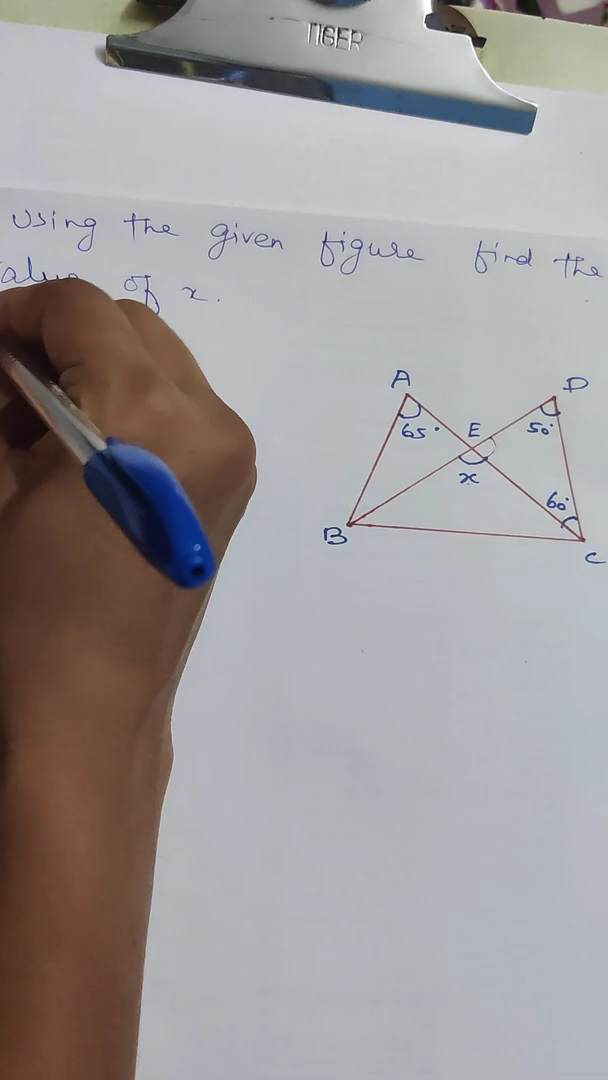 TIGER
using the given figure find the
of x.
A
D
65°
E
50°
x
60°
B
C